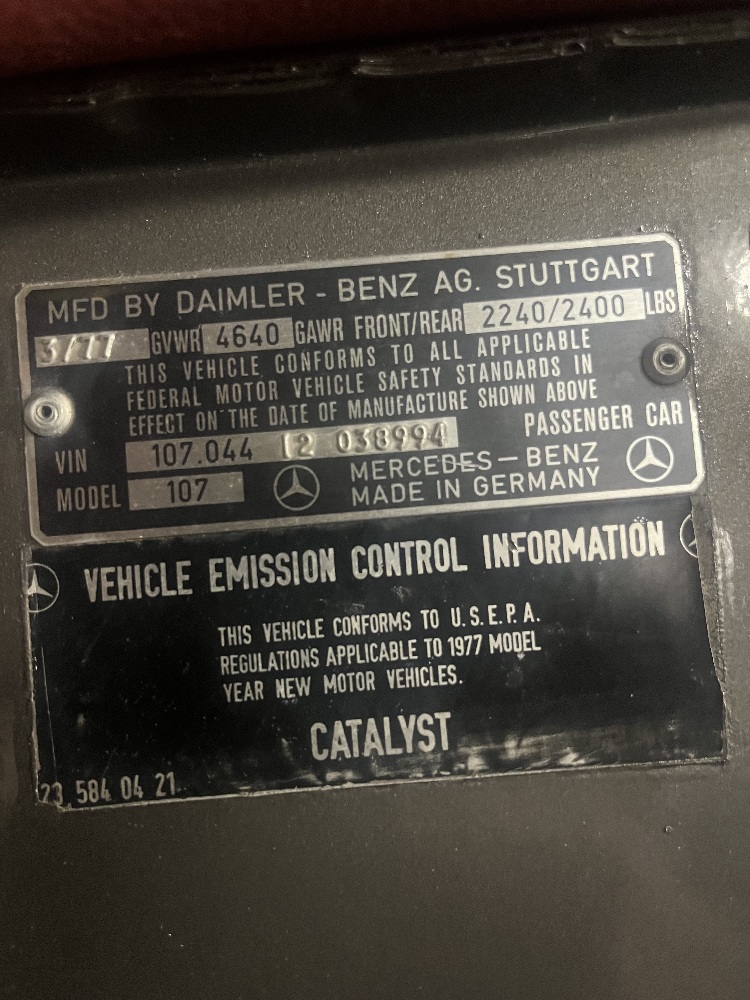 MFD BY DAIMLER - BENZ AG. STUTTGART
3/77 GVWR 4640 GAWR FRONT/REAR 2240/2400 LBS
THIS VEHICLE CONFORMS TO ALL APPLICABLE
FEDERAL MOTOR VEHICLE SAFETY STANDARDS IN
EFFECT ON THE DATE OF MANUFACTURE SHOWN ABOVE
VIN 107.044 12 038994 PASSENGER CAR
MODEL 107 MERCEDES — BENZ
MADE IN GERMANY
VEHICLE EMISSION CONTROL INFORMATION
THIS VEHICLE CONFORMS TO U.S.E.P.A.
REGULATIONS APPLICABLE TO 1977 MODEL
YEAR NEW MOTOR VEHICLES.
CATALYST
23 584 04 21